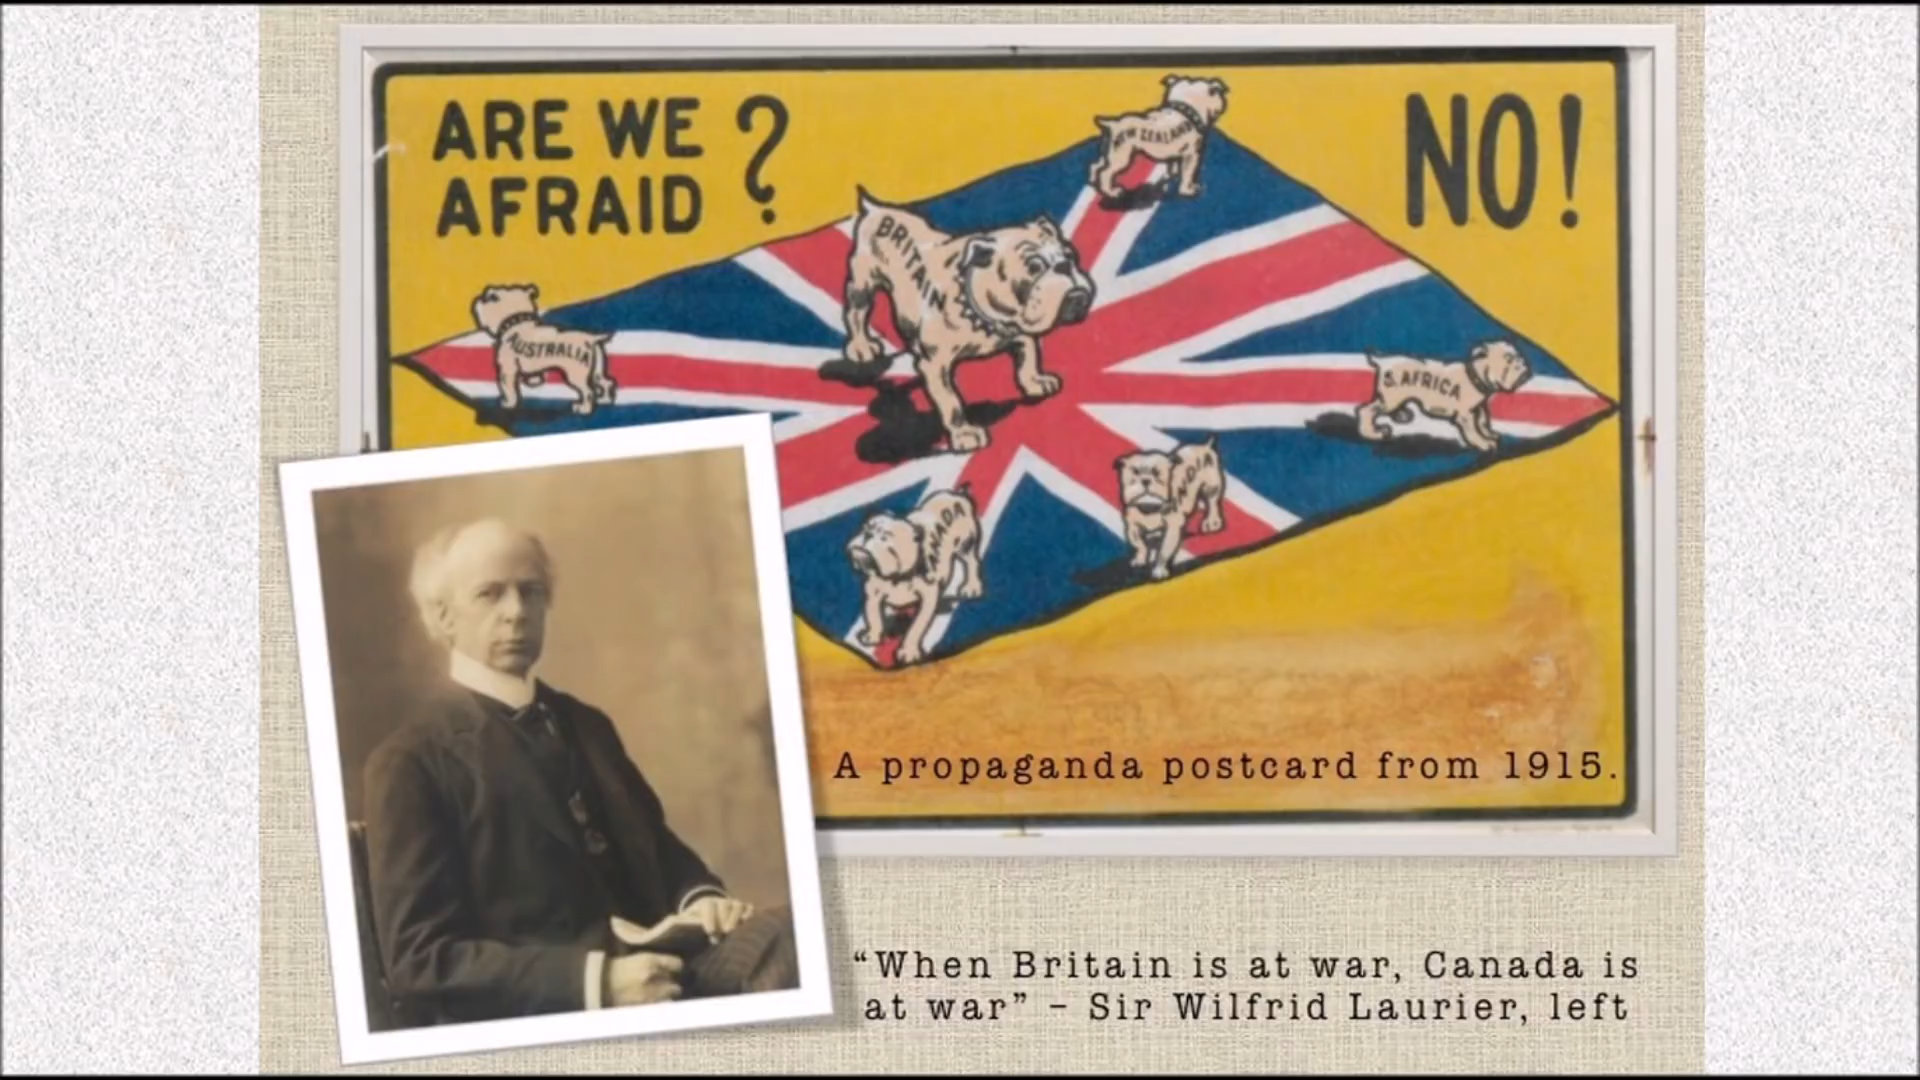 ARE WE
AFRAID ?
NO!
NEW ZEALAND
BRITAIN
AUSTRALIA
S. AFRICA
INDIA
CANADA
A propaganda postcard from 1915.
“When Britain is at war, Canada is
at war” – Sir Wilfrid Laurier, left